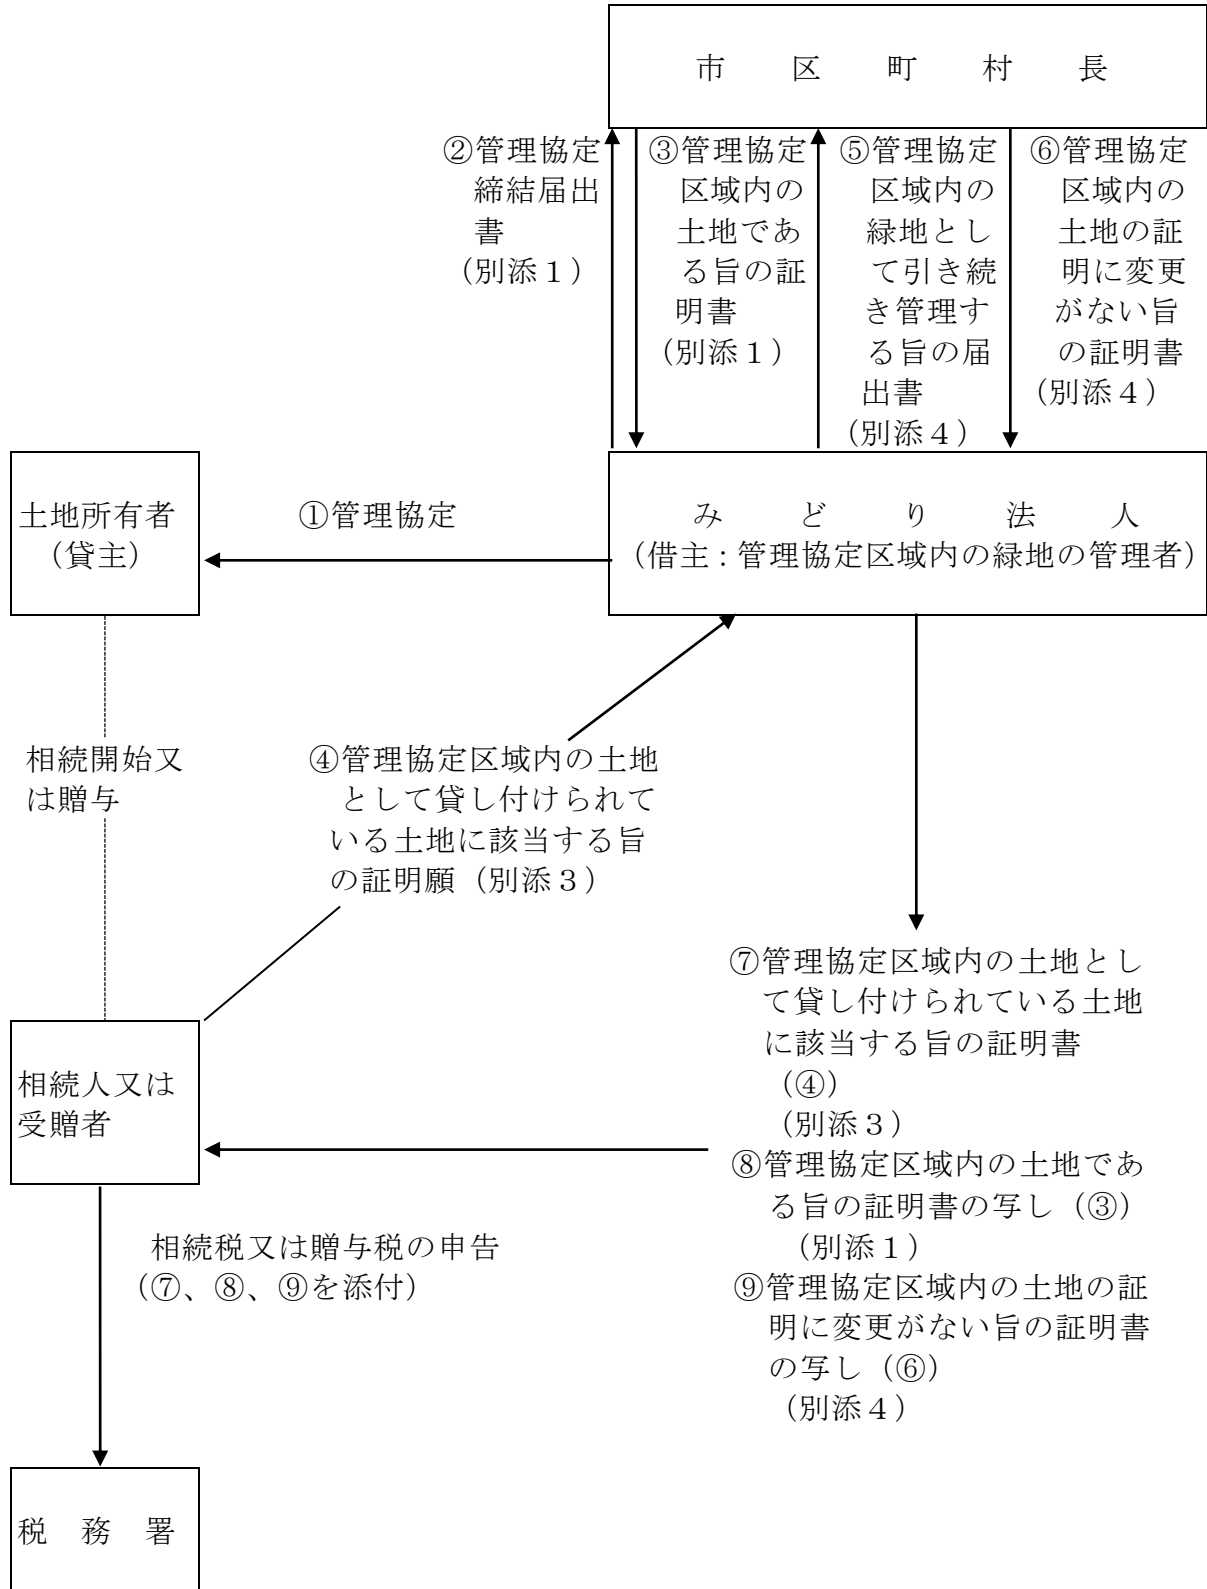 市　区　町　村　長
②管理協定
締結届出
書
（別添１）
③管理協定
区域内の
土地であ
る旨の証
明書
（別添１）
⑤管理協定
区域内の
緑地とし
て引き続
き管理す
る旨の届
出書
（別添４）
⑥管理協定
区域内の
土地の証
明に変更
がない旨
の証明書
（別添４）
土地所有者
（貸主）
①管理協定
み　ど　り　法　人
（借主：管理協定区域内の緑地の管理者）
相続開始又
は贈与
④管理協定区域内の土地
として貸し付けられて
いる土地に該当する旨
の証明願（別添３）
⑦管理協定区域内の土地とし
て貸し付けられている土地
に該当する旨の証明書
（④）
（別添３）
⑧管理協定区域内の土地であ
る旨の証明書の写し（③）
（別添１）
⑨管理協定区域内の土地の証
明に変更がない旨の証明書
の写し（⑥）
（別添４）
相続人又は
受贈者
相続税又は贈与税の申告
（⑦、⑧、⑨を添付）
税　務　署